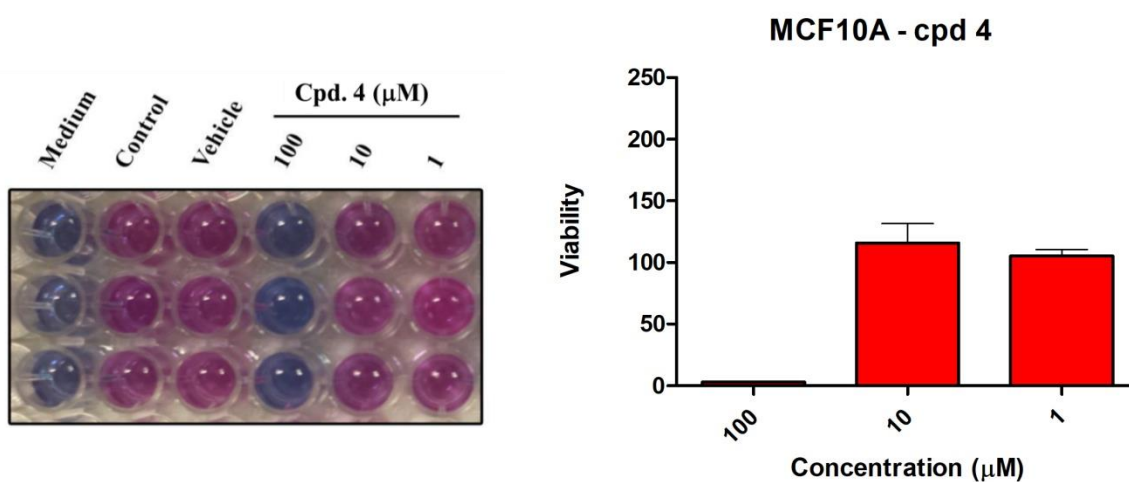 Medium
Control
Vehicle
Cpd. 4 (μM)
100
10
1
MCF10A - cpd 4
Viability
250
200
150
100
50
0
100
10
1
Concentration (μM)